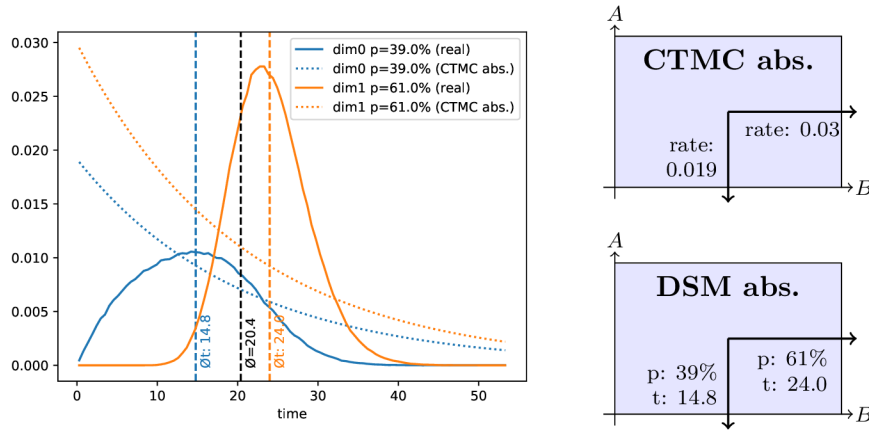 0.030
0.025
0.020
0.015
0.010
0.005
0.000
0
10
20
30
40
50
time
dim0 p=39.0% (real)
dim0 p=39.0% (CTMC abs.)
dim1 p=61.0% (real)
dim1 p=61.0% (CTMC abs.)
Øt: 14.8
Ø=20.4
Øt: 24.0
A
CTMC abs.
rate: 0.03
rate:
0.019
B
A
DSM abs.
p: 39%
t: 14.8
p: 61%
t: 24.0
B